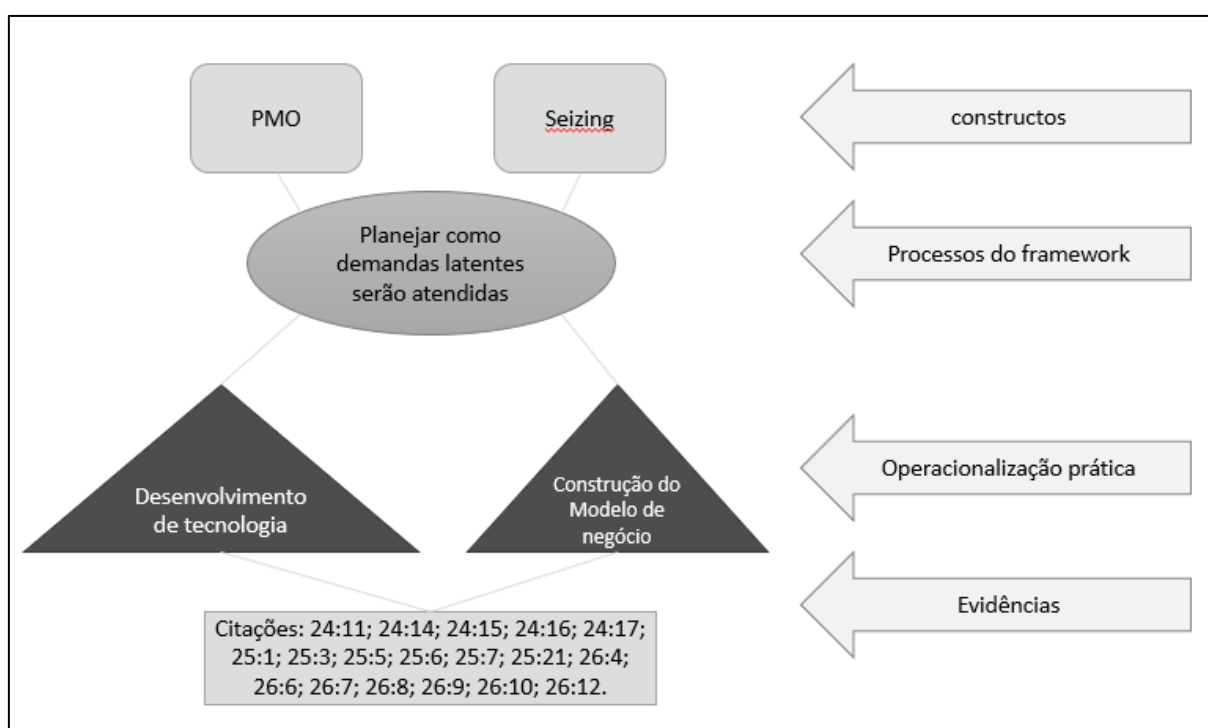 PMO
Seizing
constructos
Planejar como
demandas latentes
serão atendidas
Processos do framework
Desenvolvimento
de tecnologia
Construção do
Modelo de
negócio
Operacionalização prática
Citações: 24:11; 24:14; 24:15; 24:16; 24:17;
25:1; 25:3; 25:5; 25:6; 25:7; 25:21; 26:4;
26:6; 26:7; 26:8; 26:9; 26:10; 26:12.
Evidências